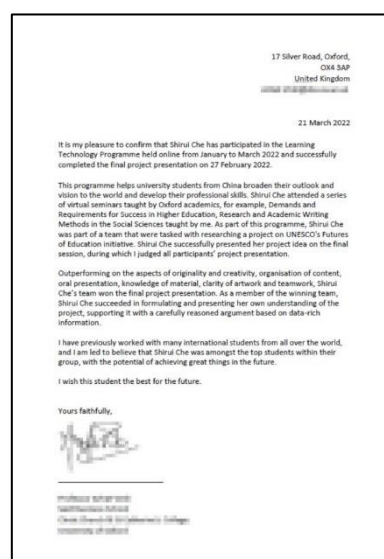 17 Silver Road, Oxford,
OX4 3AP
United Kingdom
21 March 2022
It is my pleasure to confirm that Shirui Che has participated in the Learning
Technology Programme held online from January to March 2022 and successfully
completed the final project presentation on 27 February 2022.
This programme helps university students from China broaden their outlook and
vision to the world and develop their professional skills. Shirui Che attended a series
of virtual seminars taught by Oxford academics, for example, Demands and
Requirements for Success in Higher Education, Research and Academic Writing
Methods in the Social Sciences taught by me. As part of this programme, Shirui Che
was part of a team that were tasked with researching a project on UNESCO's Futures
of Education Initiative. Shirui Che successfully presented her project idea on the final
session, during which I judged all participants' project presentation.
Outperforming on the aspects of originality and creativity, organisation of content,
oral presentation, knowledge of material, clarity of artwork and teamwork, Shirui
Che's team won the final project presentation. As a member of the winning team,
Shirui Che succeeded in formulating and presenting her own understanding of the
project, supporting it with a carefully reasoned argument based on data-rich
information.
I have previously worked with many international students from all over the world,
and I am led to believe that Shirui Che was amongst the top students within their
group, with the potential of achieving great things in the future.
I wish this student the best for the future.
Yours faithfully,